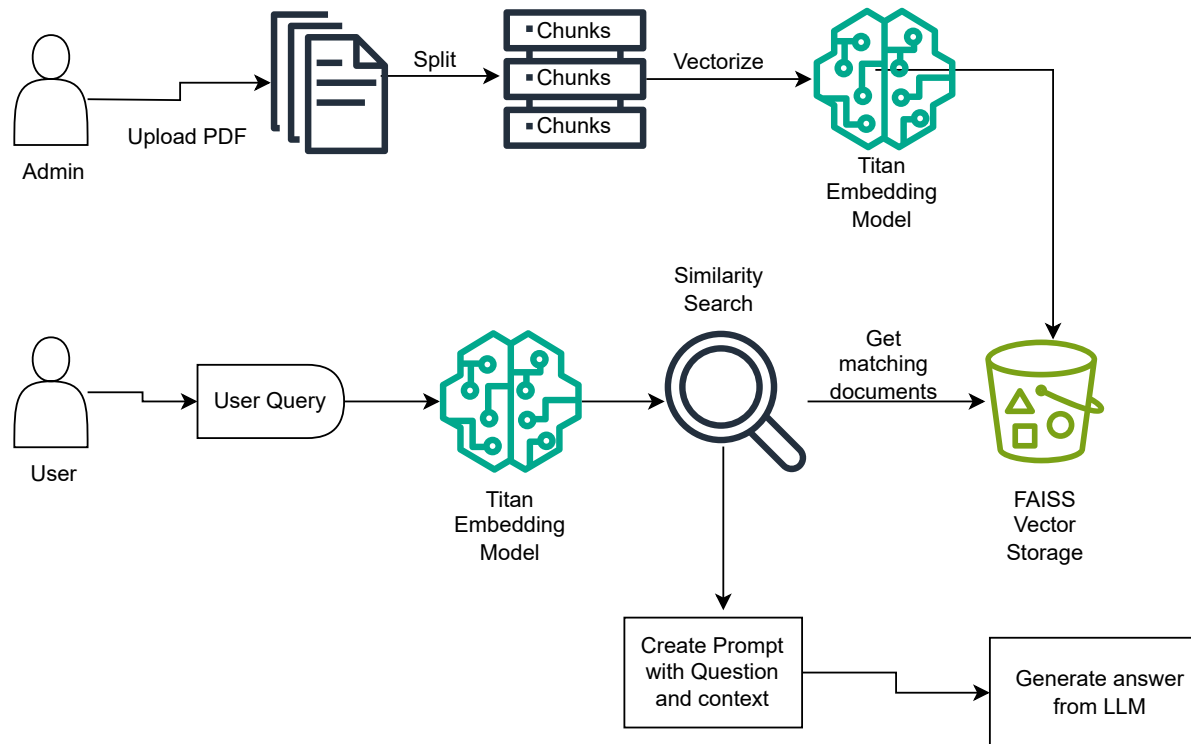 Chunks
Split
Vectorize
Chunks
Chunks
Upload PDF
Admin
Titan
Embedding
Model
Similarity
Search
Get
matching
documents
User Query
User
Titan
Embedding
Model
FAISS
Vector
Storage
Create Prompt
with Question
and context
Generate answer
from LLM